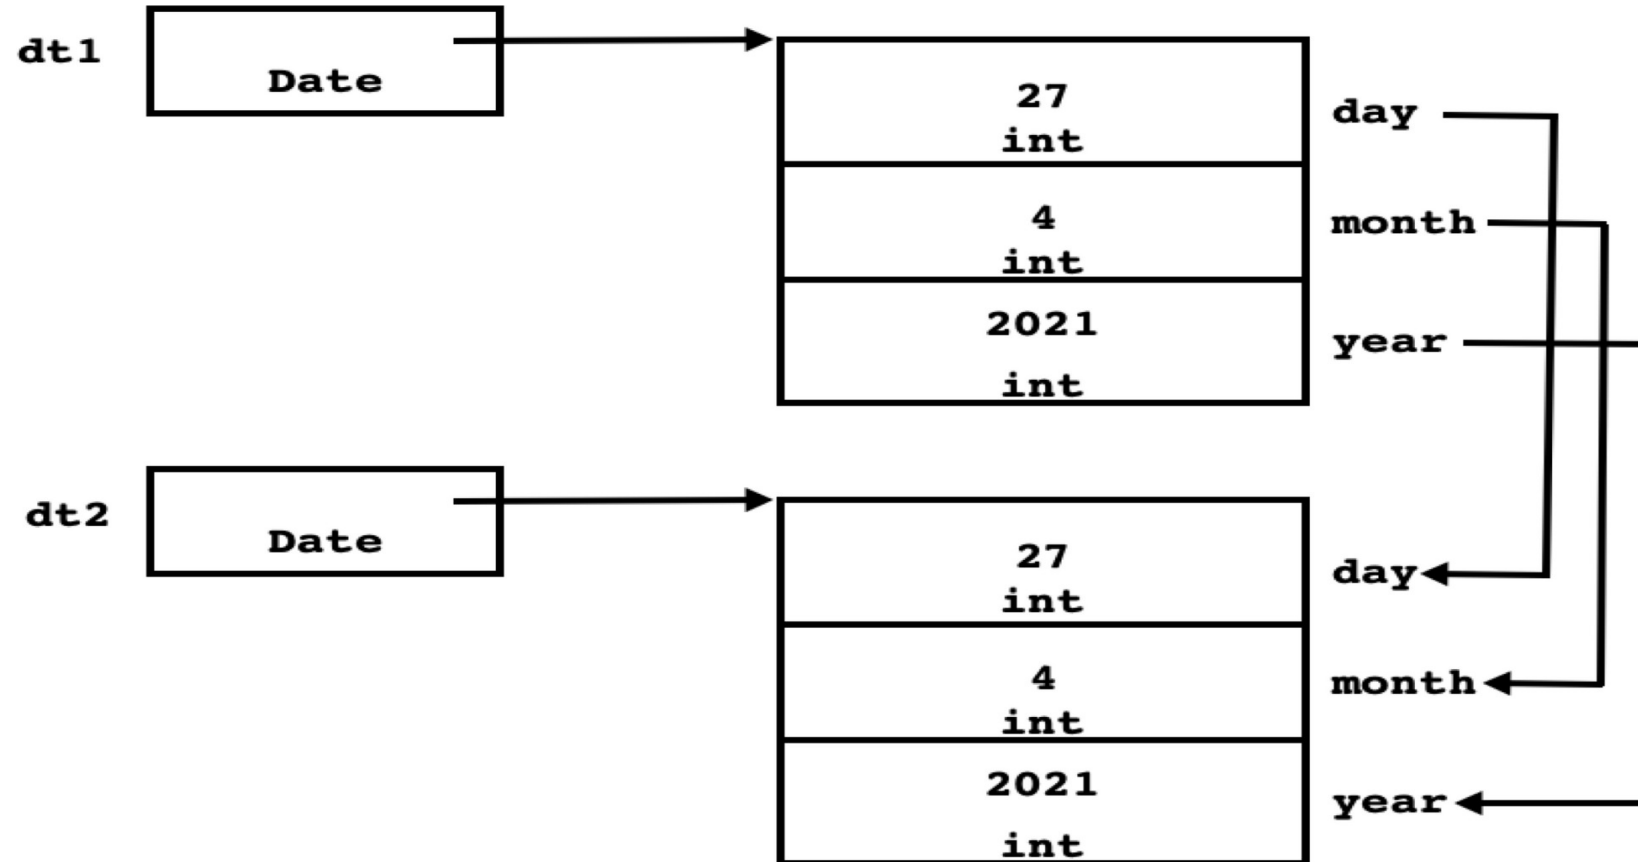 dt1
Date
27
int
day
4
int
month
2021
int
year
dt2
Date
27
int
day
4
int
month
2021
int
year